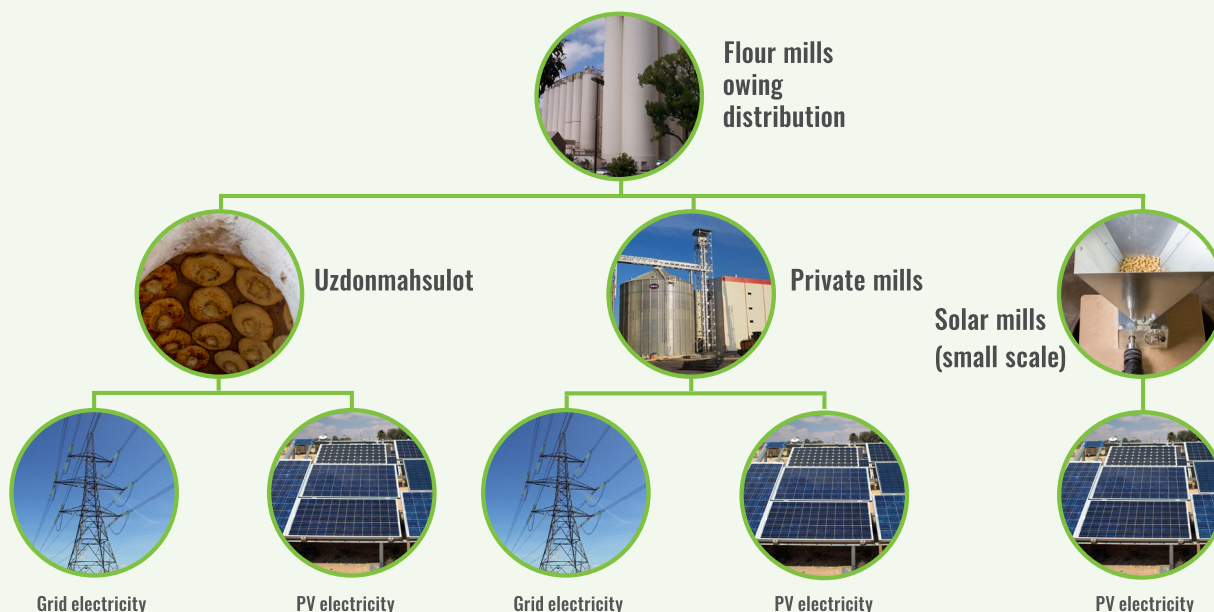 Flour mills
owing
distribution
Uzdonmahsulot
Private mills
Solar mills
(small scale)
Grid electricity
PV electricity
Grid electricity
PV electricity
PV electricity